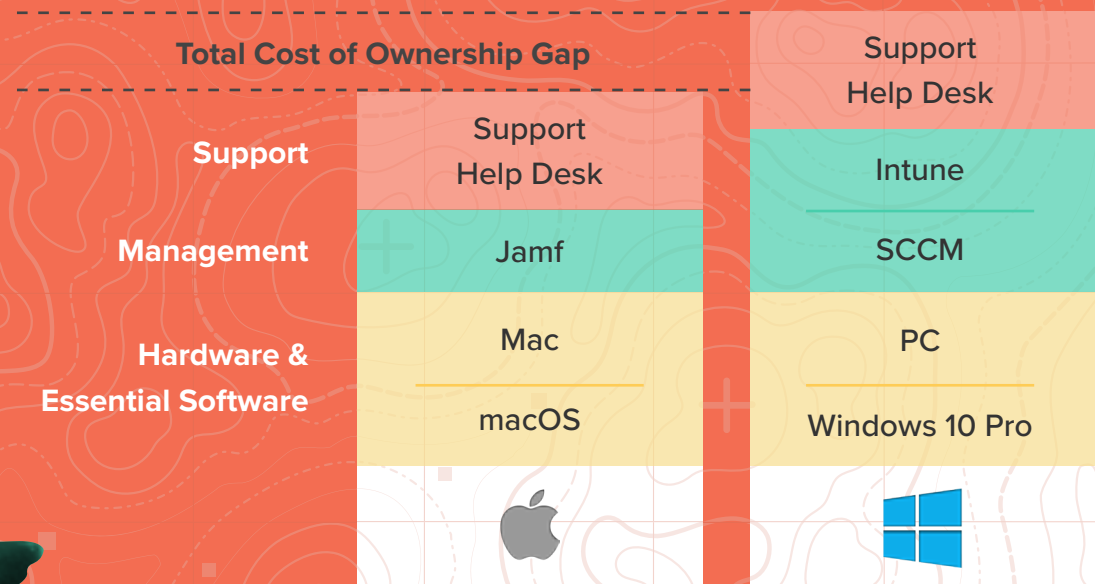 Total Cost of Ownership Gap
Support
Management
Hardware &
Essential Software
Support
Help Desk
Jamf
Mac
macOS
Support
Help Desk
Intune
SCCM
PC
Windows 10 Pro